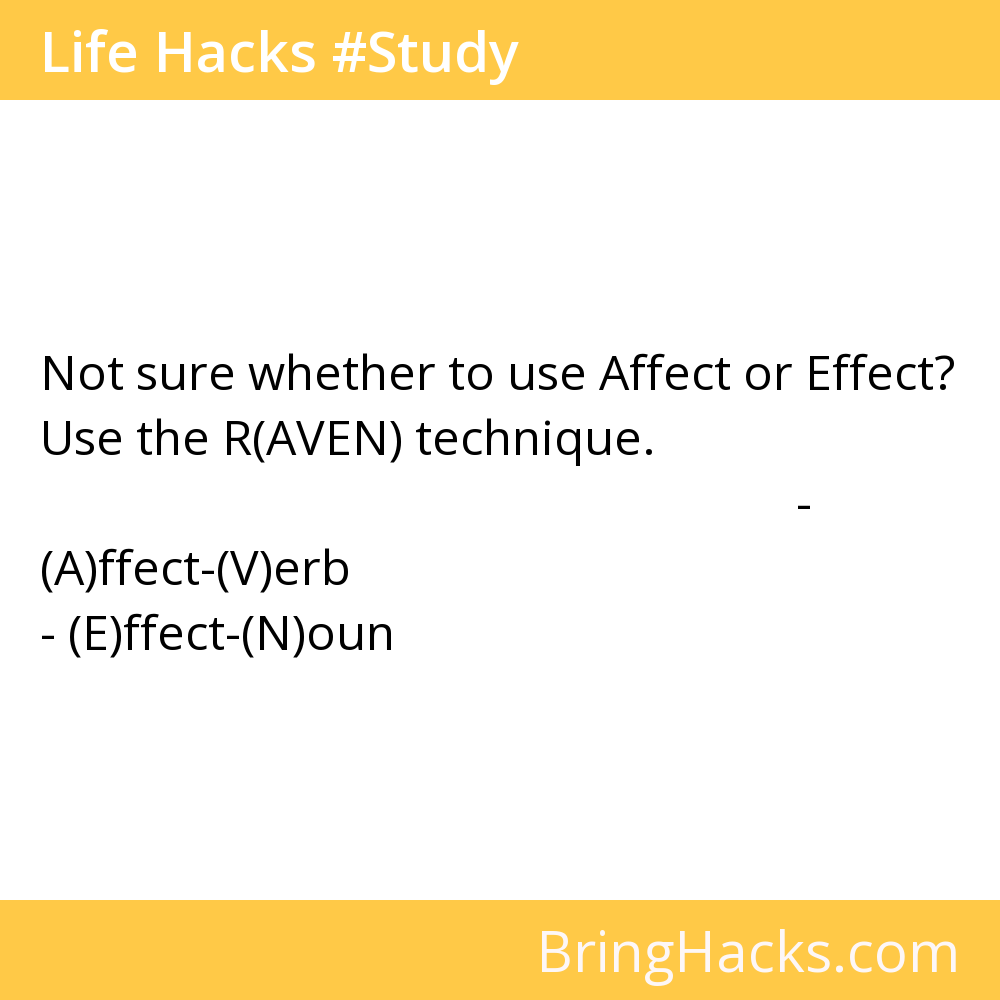 Life Hacks #Study
Not sure whether to use Affect or Effect?
Use the R(AVEN) technique.
-
(A)ffect-(V)erb
- (E)ffect-(N)oun
BringHacks.com